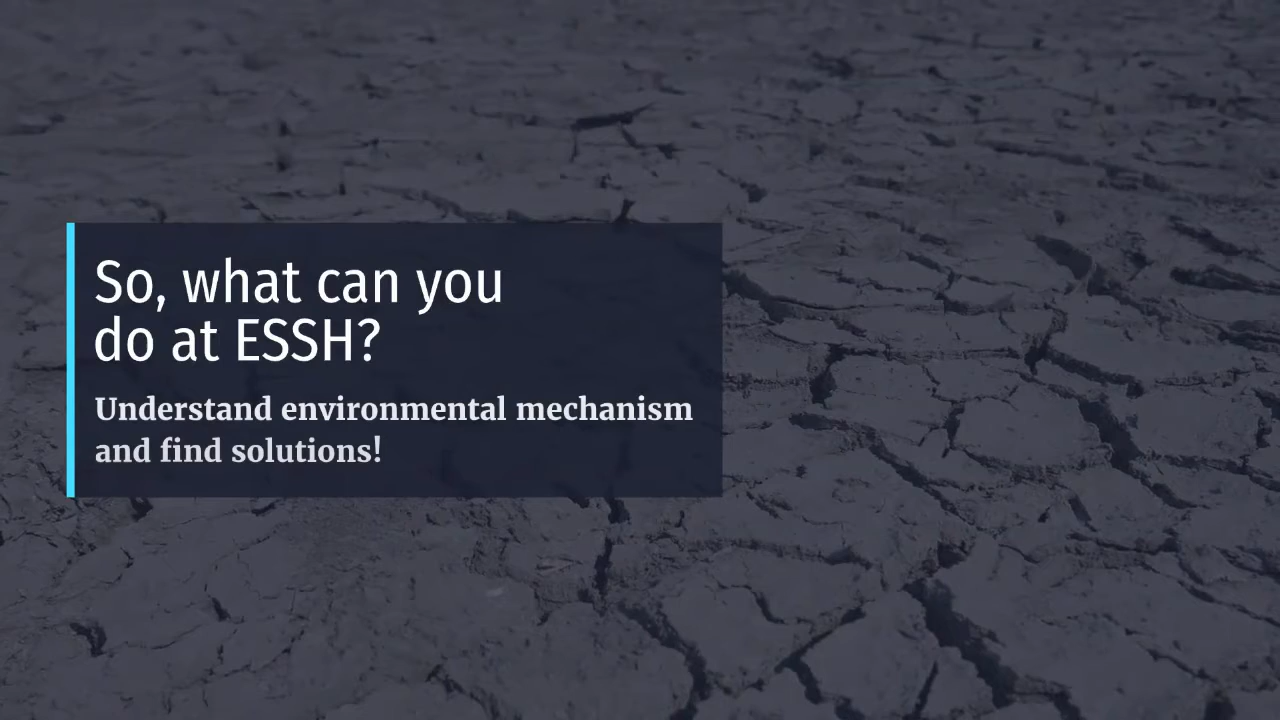 So, what can you
do at ESSH?
Understand environmental mechanism
and find solutions!